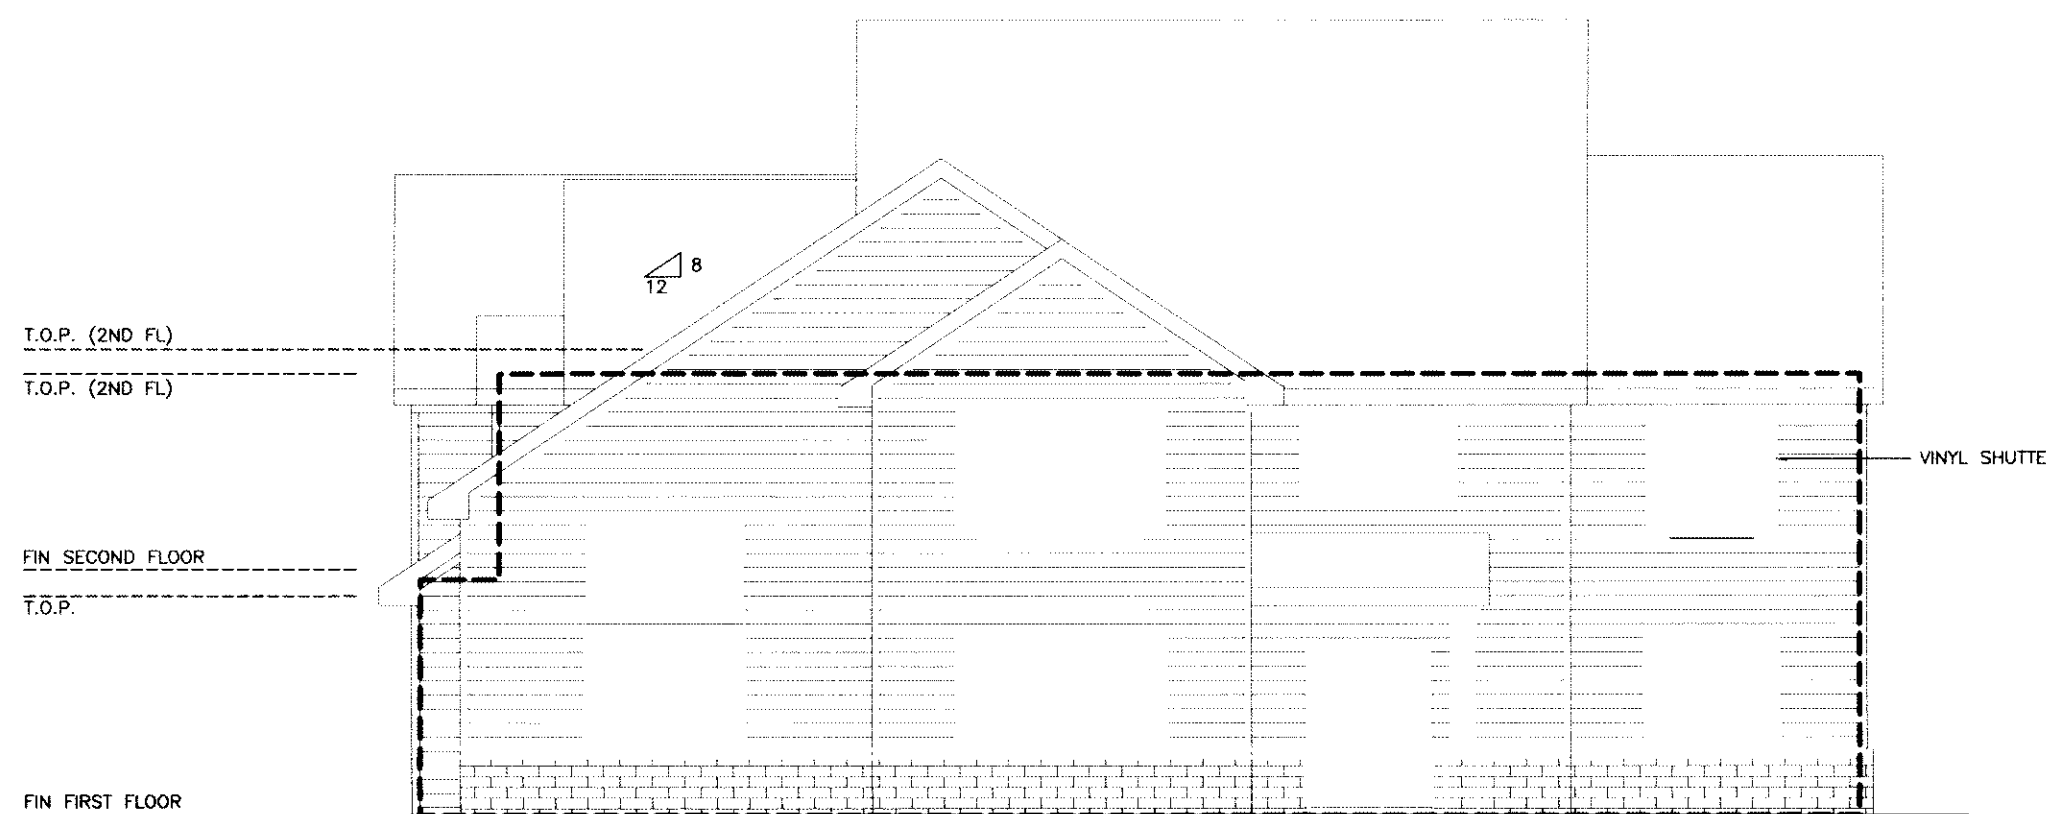 8
12
T.O.P. (2ND FL)
T.O.P. (2ND FL)
VINYL SHUTTE
FIN SECOND FLOOR
T.O.P.
FIN FIRST FLOOR